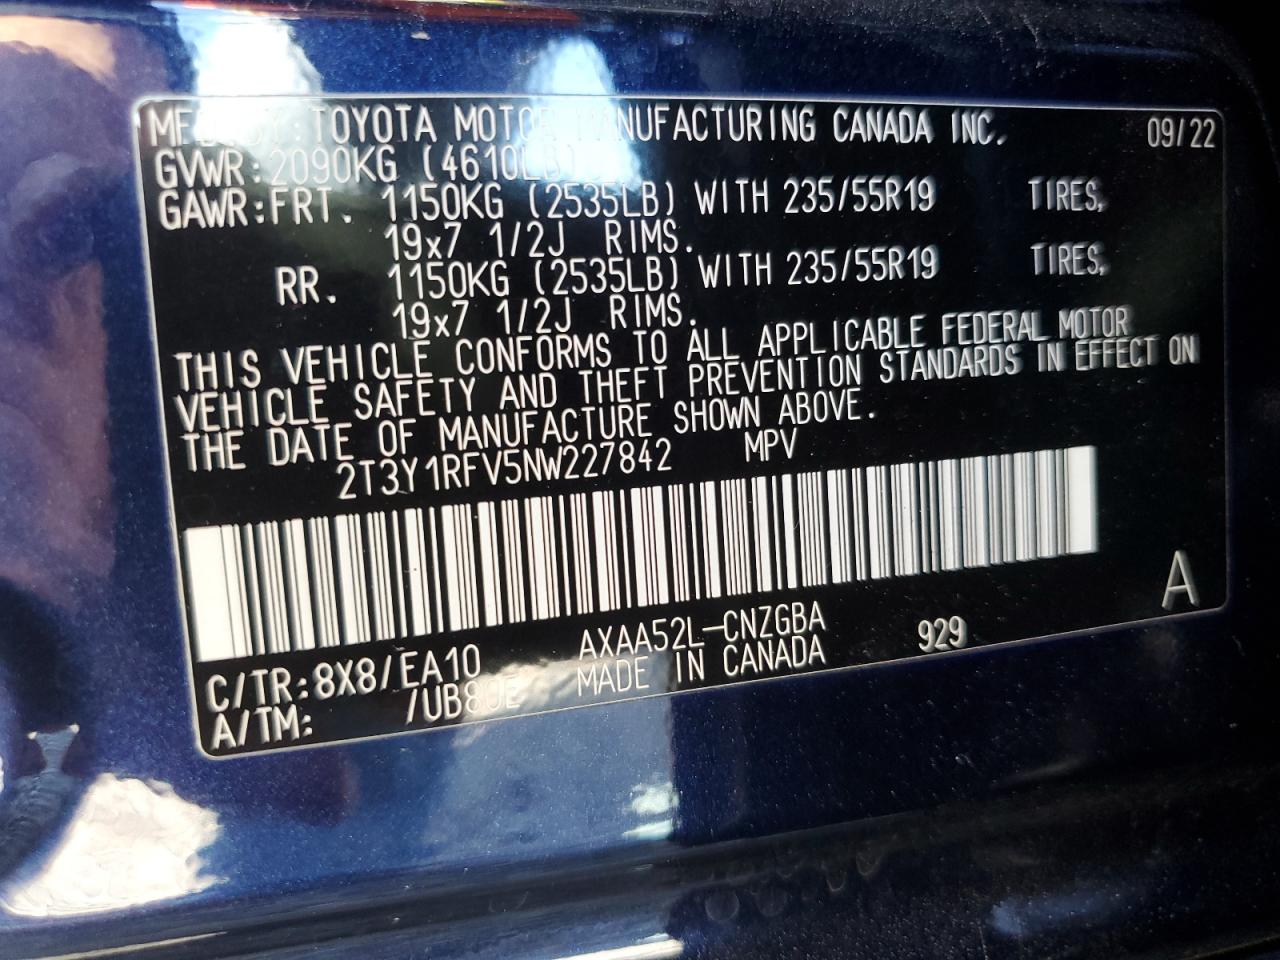 MFD. BY: TOYOTA MOTOR MANUFACTURING CANADA INC. 09/22
GVWR: 2090KG (4610LB)
GAWR: FRT. 1150KG (2535LB) WITH 235/55R19 TIRES,
19x7 1/2J RIMS.
RR. 1150KG (2535LB) WITH 235/55R19 TIRES,
19x7 1/2J RIMS.
THIS VEHICLE CONFORMS TO ALL APPLICABLE FEDERAL MOTOR
VEHICLE SAFETY AND THEFT PREVENTION STANDARDS IN EFFECT ON
THE DATE OF MANUFACTURE SHOWN ABOVE.
2T3Y1RFV5NW227842 MPV
A
C/TR: 8X8/EA10 AXAA52L-CNZGBA 929
A/TM: /UB80E MADE IN CANADA